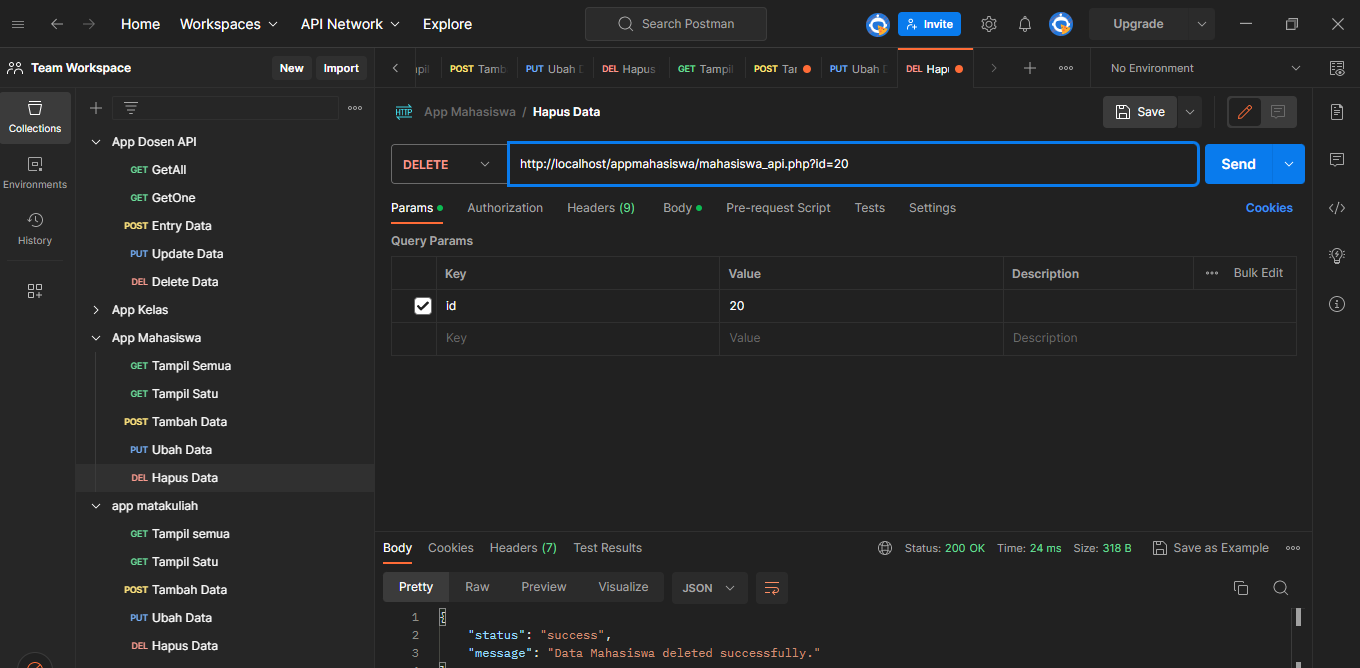 Home Workspaces API Network Explore Search Postman Invite Upgrade
Team Workspace New Import POST Tamb PUT Ubah DEL Hapus GET Tampil POST Tar PUT Ubah DEL Hap No Environment
Collections
Environments
History
App Dosen API
GET GetAll
GET GetOne
POST Entry Data
PUT Update Data
DEL Delete Data
App Kelas
App Mahasiswa
GET Tampil Semua
GET Tampil Satu
POST Tambah Data
PUT Ubah Data
DEL Hapus Data
app matakuliah
GET Tampil semua
GET Tampil Satu
POST Tambah Data
PUT Ubah Data
DEL Hapus Data
HTTP App Mahasiswa / Hapus Data Save
DELETE http://localhost/appmahasiswa/mahasiswa_api.php?id=20 Send
Params Authorization Headers (9) Body Pre-request Script Tests Settings Cookies
Query Params
Key Value Description Bulk Edit
id 20
Key Value Description
Body Cookies Headers (7) Test Results Status: 200 OK Time: 24 ms Size: 318 B Save as Example
Pretty Raw Preview Visualize JSON
1 {
2 "status": "success",
3 "message": "Data Mahasiswa deleted successfully."